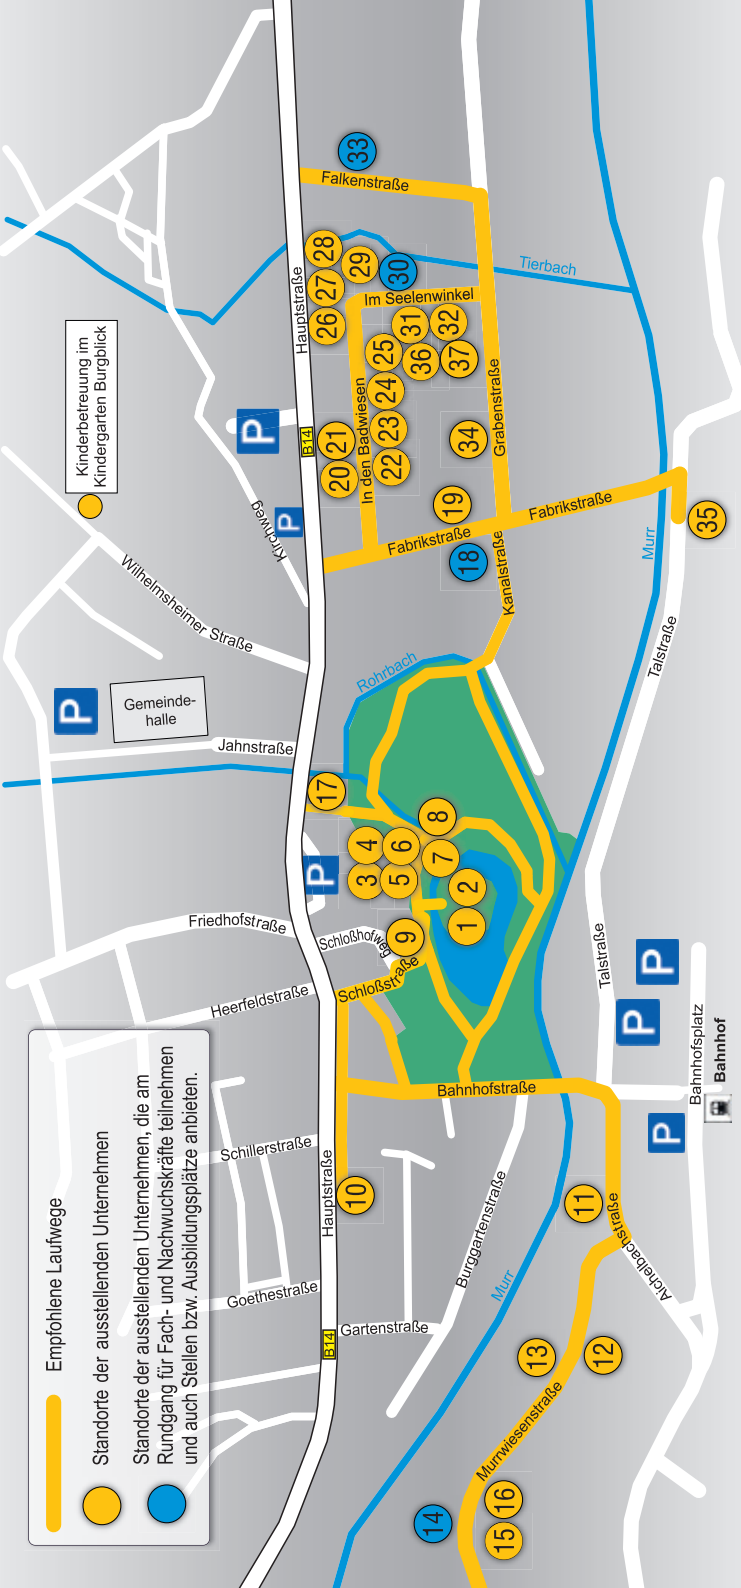 Empfohlene Laufwege
Standorte der ausstellenden Unternehmen
Standorte der ausstellenden Unternehmen, die am
Rundgang für Fach- und Nachwuchskräfte teilnehmen
und auch Stellen bzw. Ausbildungsplätze anbieten.
Kinderbetreuung im
Kindergarten Burgblick
Gemeinde-
halle
P
P
P
P
P
P
P
B14
B14
Hauptstraße
Hauptstraße
Goethestraße
Schillerstraße
Heerfeldstraße
Friedhofstraße
Jahnstraße
Wilhelmsheimer Straße
Kirchweg
Gartenstraße
Burggartenstraße
Schloßstraße
Schloßhofweg
Bahnhofstraße
Rohrbach
Kanalstraße
Fabrikstraße
Fabrikstraße
In den Badwiesen
Im Seelenwinkel
Grabenstraße
Falkenstraße
Tierbach
Murr
Murr
Talstraße
Talstraße
Bahnhofsplatz
Bahnhof
Aichelbachstraße
Murrwiesenstraße
1
2
3
4
5
6
7
8
9
10
11
12
13
14
15
16
17
18
19
20
21
22
23
24
25
26
27
28
29
30
31
32
33
34
35
36
37